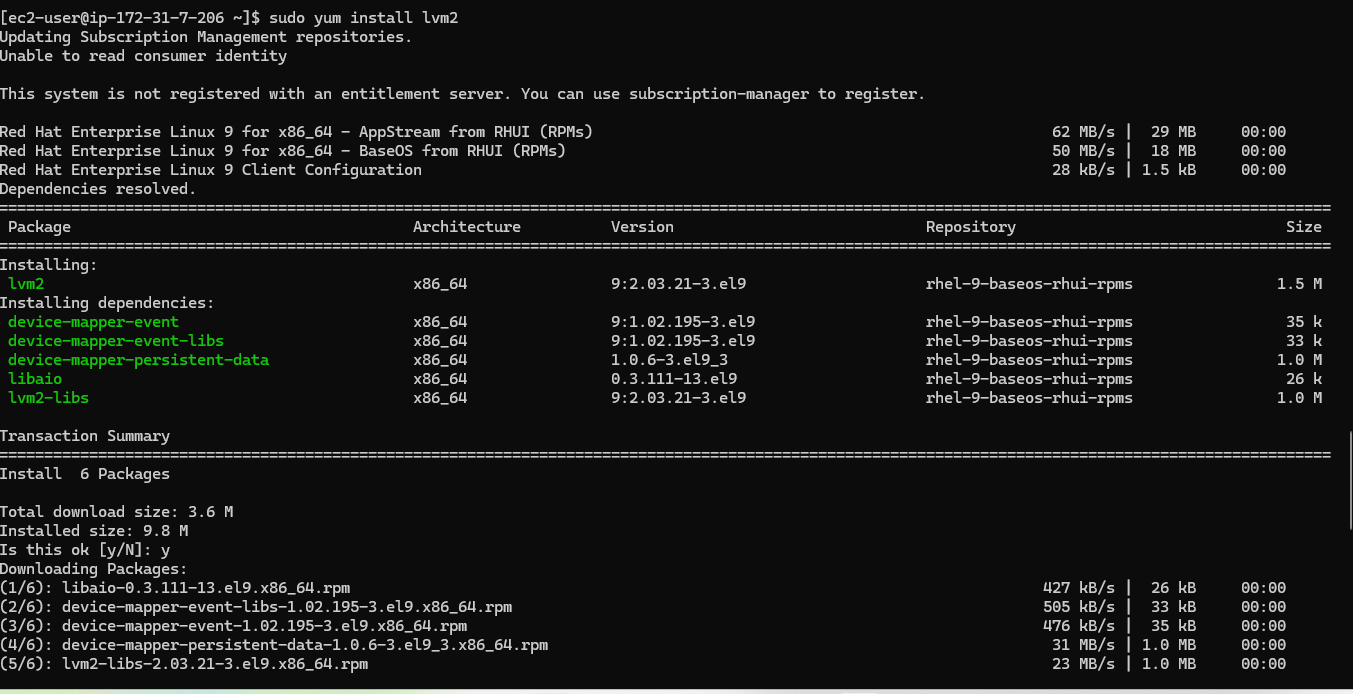 [ec2-user@ip-172-31-7-206 ~]$ sudo yum install lvm2
Updating Subscription Management repositories.
Unable to read consumer identity
This system is not registered with an entitlement server. You can use subscription-manager to register.
Red Hat Enterprise Linux 9 for x86_64 - AppStream from RHUI (RPMs) 62 MB/s | 29 MB 00:00
Red Hat Enterprise Linux 9 for x86_64 - BaseOS from RHUI (RPMs) 50 MB/s | 18 MB 00:00
Red Hat Enterprise Linux 9 Client Configuration 28 kB/s | 1.5 kB 00:00
Dependencies resolved.
================================================================================
Package Architecture Version Repository Size
================================================================================
Installing:
lvm2 x86_64 9:2.03.21-3.el9 rhel-9-baseos-rhui-rpms 1.5 M
Installing dependencies:
device-mapper-event x86_64 9:1.02.195-3.el9 rhel-9-baseos-rhui-rpms 35 k
device-mapper-event-libs x86_64 9:1.02.195-3.el9 rhel-9-baseos-rhui-rpms 33 k
device-mapper-persistent-data x86_64 1.0.6-3.el9_3 rhel-9-baseos-rhui-rpms 1.0 M
libaio x86_64 0.3.111-13.el9 rhel-9-baseos-rhui-rpms 26 k
lvm2-libs x86_64 9:2.03.21-3.el9 rhel-9-baseos-rhui-rpms 1.0 M
Transaction Summary
================================================================================
Install 6 Packages
Total download size: 3.6 M
Installed size: 9.8 M
Is this ok [y/N]: y
Downloading Packages:
(1/6): libaio-0.3.111-13.el9.x86_64.rpm 427 kB/s | 26 kB 00:00
(2/6): device-mapper-event-libs-1.02.195-3.el9.x86_64.rpm 505 kB/s | 33 kB 00:00
(3/6): device-mapper-event-1.02.195-3.el9.x86_64.rpm 476 kB/s | 35 kB 00:00
(4/6): device-mapper-persistent-data-1.0.6-3.el9_3.x86_64.rpm 31 MB/s | 1.0 MB 00:00
(5/6): lvm2-libs-2.03.21-3.el9.x86_64.rpm 23 MB/s | 1.0 MB 00:00